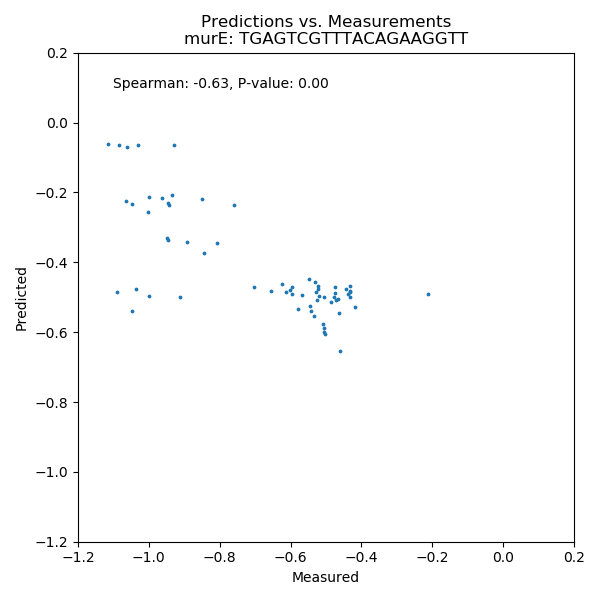 Predictions vs. Measurements
murE: TGAGTCGTTTACAGAAGGTT
Spearman: -0.63, P-value: 0.00
0.2
0.0
−0.2
−0.4
−0.6
−0.8
−1.0
−1.2
Predicted
−1.2 −1.0 −0.8 −0.6 −0.4 −0.2 0.0 0.2
Measured